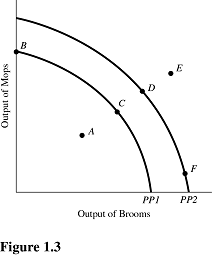 Output of Mops
B
E
D
C
A
F
PP1 PP2
Output of Brooms
Figure 1.3